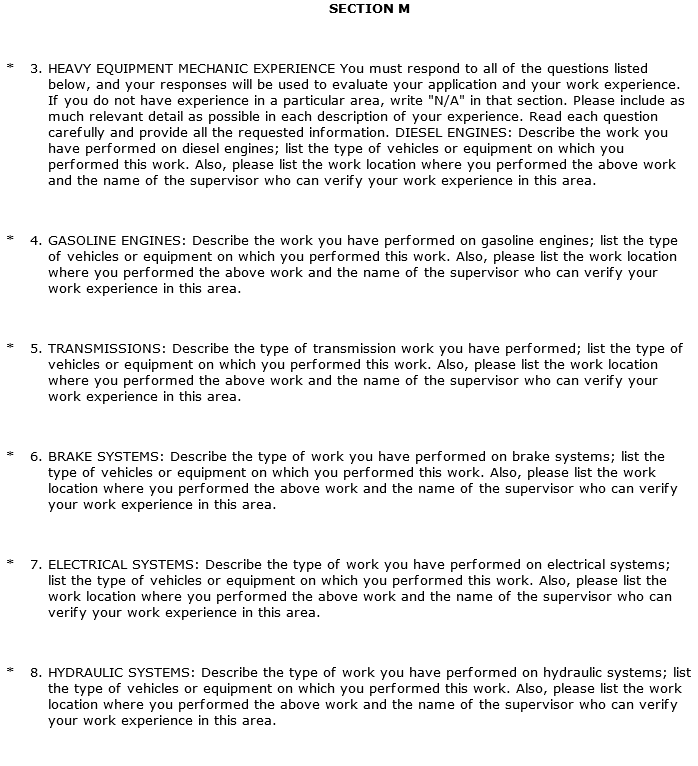 SECTION M
* 3. HEAVY EQUIPMENT MECHANIC EXPERIENCE You must respond to all of the questions listed
below, and your responses will be used to evaluate your application and your work experience.
If you do not have experience in a particular area, write "N/A" in that section. Please include as
much relevant detail as possible in each description of your experience. Read each question
carefully and provide all the requested information. DIESEL ENGINES: Describe the work you
have performed on diesel engines; list the type of vehicles or equipment on which you
performed this work. Also, please list the work location where you performed the above work
and the name of the supervisor who can verify your work experience in this area.
* 4. GASOLINE ENGINES: Describe the work you have performed on gasoline engines; list the type
of vehicles or equipment on which you performed this work. Also, please list the work location
where you performed the above work and the name of the supervisor who can verify your
work experience in this area.
* 5. TRANSMISSIONS: Describe the type of transmission work you have performed; list the type of
vehicles or equipment on which you performed this work. Also, please list the work location
where you performed the above work and the name of the supervisor who can verify your
work experience in this area.
* 6. BRAKE SYSTEMS: Describe the type of work you have performed on brake systems; list the
type of vehicles or equipment on which you performed this work. Also, please list the work
location where you performed the above work and the name of the supervisor who can verify
your work experience in this area.
* 7. ELECTRICAL SYSTEMS: Describe the type of work you have performed on electrical systems;
list the type of vehicles or equipment on which you performed this work. Also, please list the
work location where you performed the above work and the name of the supervisor who can
verify your work experience in this area.
* 8. HYDRAULIC SYSTEMS: Describe the type of work you have performed on hydraulic systems; list
the type of vehicles or equipment on which you performed this work. Also, please list the work
location where you performed the above work and the name of the supervisor who can verify
your work experience in this area.